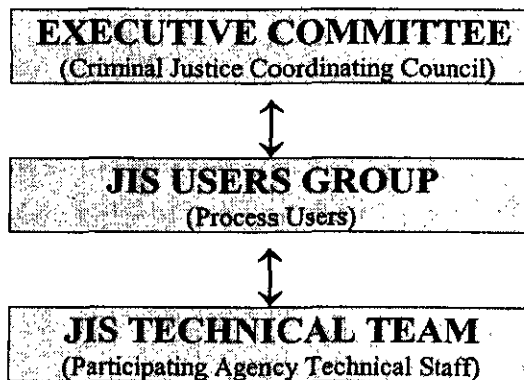 EXECUTIVE COMMITTEE
(Criminal Justice Coordinating Council)
JIS USERS GROUP
(Process Users)
JIS TECHNICAL TEAM
(Participating Agency Technical Staff)